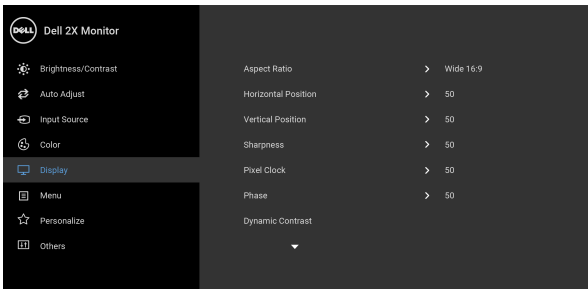 DELL Dell 2X Monitor
Brightness/Contrast
Auto Adjust
Input Source
Color
Display
Menu
Personalize
Others
Aspect Ratio Wide 16:9
Horizontal Position 50
Vertical Position 50
Sharpness 50
Pixel Clock 50
Phase 50
Dynamic Contrast